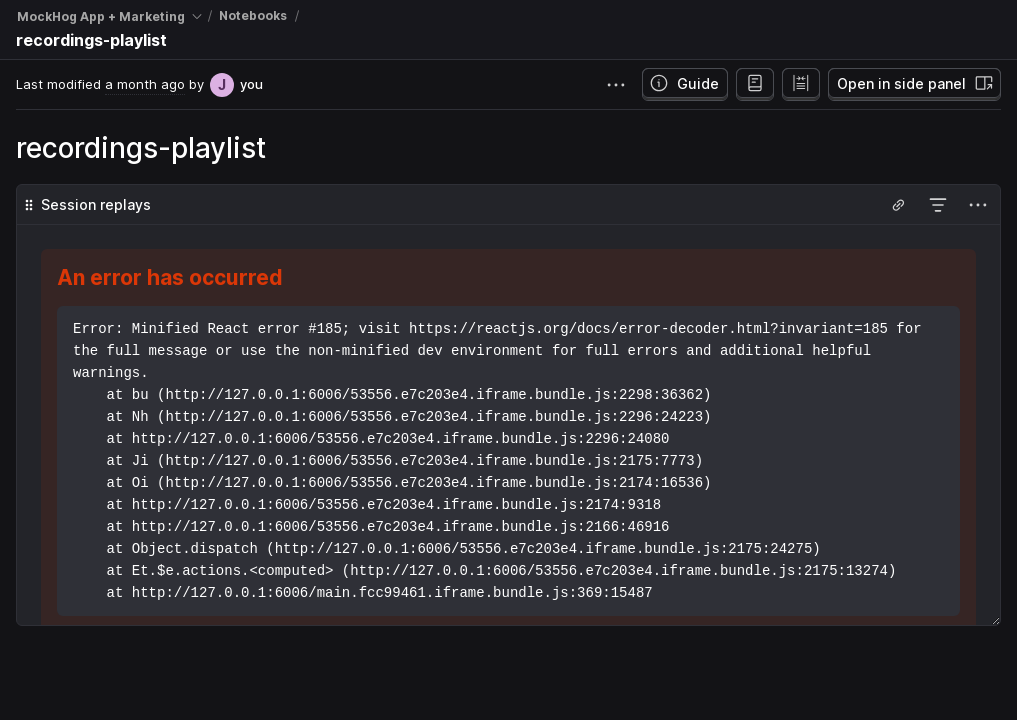 MockHog App + Marketing / Notebooks /
recordings-playlist
Last modified a month ago by J you
Guide
Open in side panel
recordings-playlist
Session replays
An error has occurred
Error: Minified React error #185; visit https://reactjs.org/docs/error-decoder.html?invariant=185 for
the full message or use the non-minified dev environment for full errors and additional helpful
warnings.
    at bu (http://127.0.0.1:6006/53556.e7c203e4.iframe.bundle.js:2298:36362)
    at Nh (http://127.0.0.1:6006/53556.e7c203e4.iframe.bundle.js:2296:24223)
    at http://127.0.0.1:6006/53556.e7c203e4.iframe.bundle.js:2296:24080
    at Ji (http://127.0.0.1:6006/53556.e7c203e4.iframe.bundle.js:2175:7773)
    at Oi (http://127.0.0.1:6006/53556.e7c203e4.iframe.bundle.js:2174:16536)
    at http://127.0.0.1:6006/53556.e7c203e4.iframe.bundle.js:2174:9318
    at http://127.0.0.1:6006/53556.e7c203e4.iframe.bundle.js:2166:46916
    at Object.dispatch (http://127.0.0.1:6006/53556.e7c203e4.iframe.bundle.js:2175:24275)
    at Et.$e.actions.<computed> (http://127.0.0.1:6006/53556.e7c203e4.iframe.bundle.js:2175:13274)
    at http://127.0.0.1:6006/main.fcc99461.iframe.bundle.js:369:15487